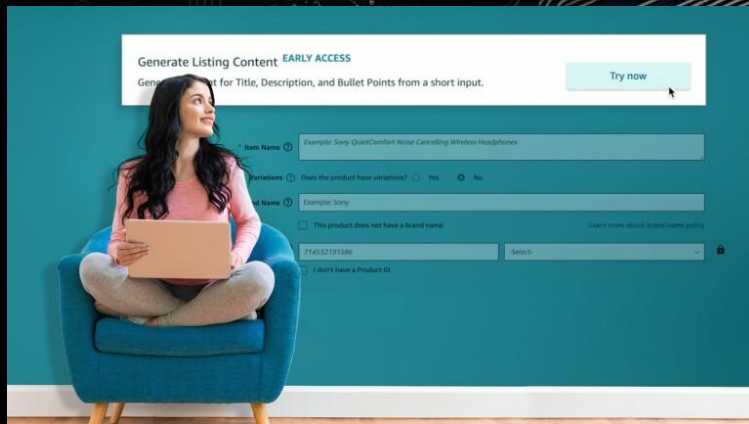 Generate Listing Content EARLY ACCESS
Gene nt for Title, Description, and Bullet Points from a short input.
Try now
* Item Name
Example: Sony QuietComfort Noise Cancelling Wireless Headphones
Variations Does the product have variations? Yes No
nd Name Example: Sony
This product does not have a brand name Learn more about brand name policy
714532191586 -Select-
I don't have a Product ID